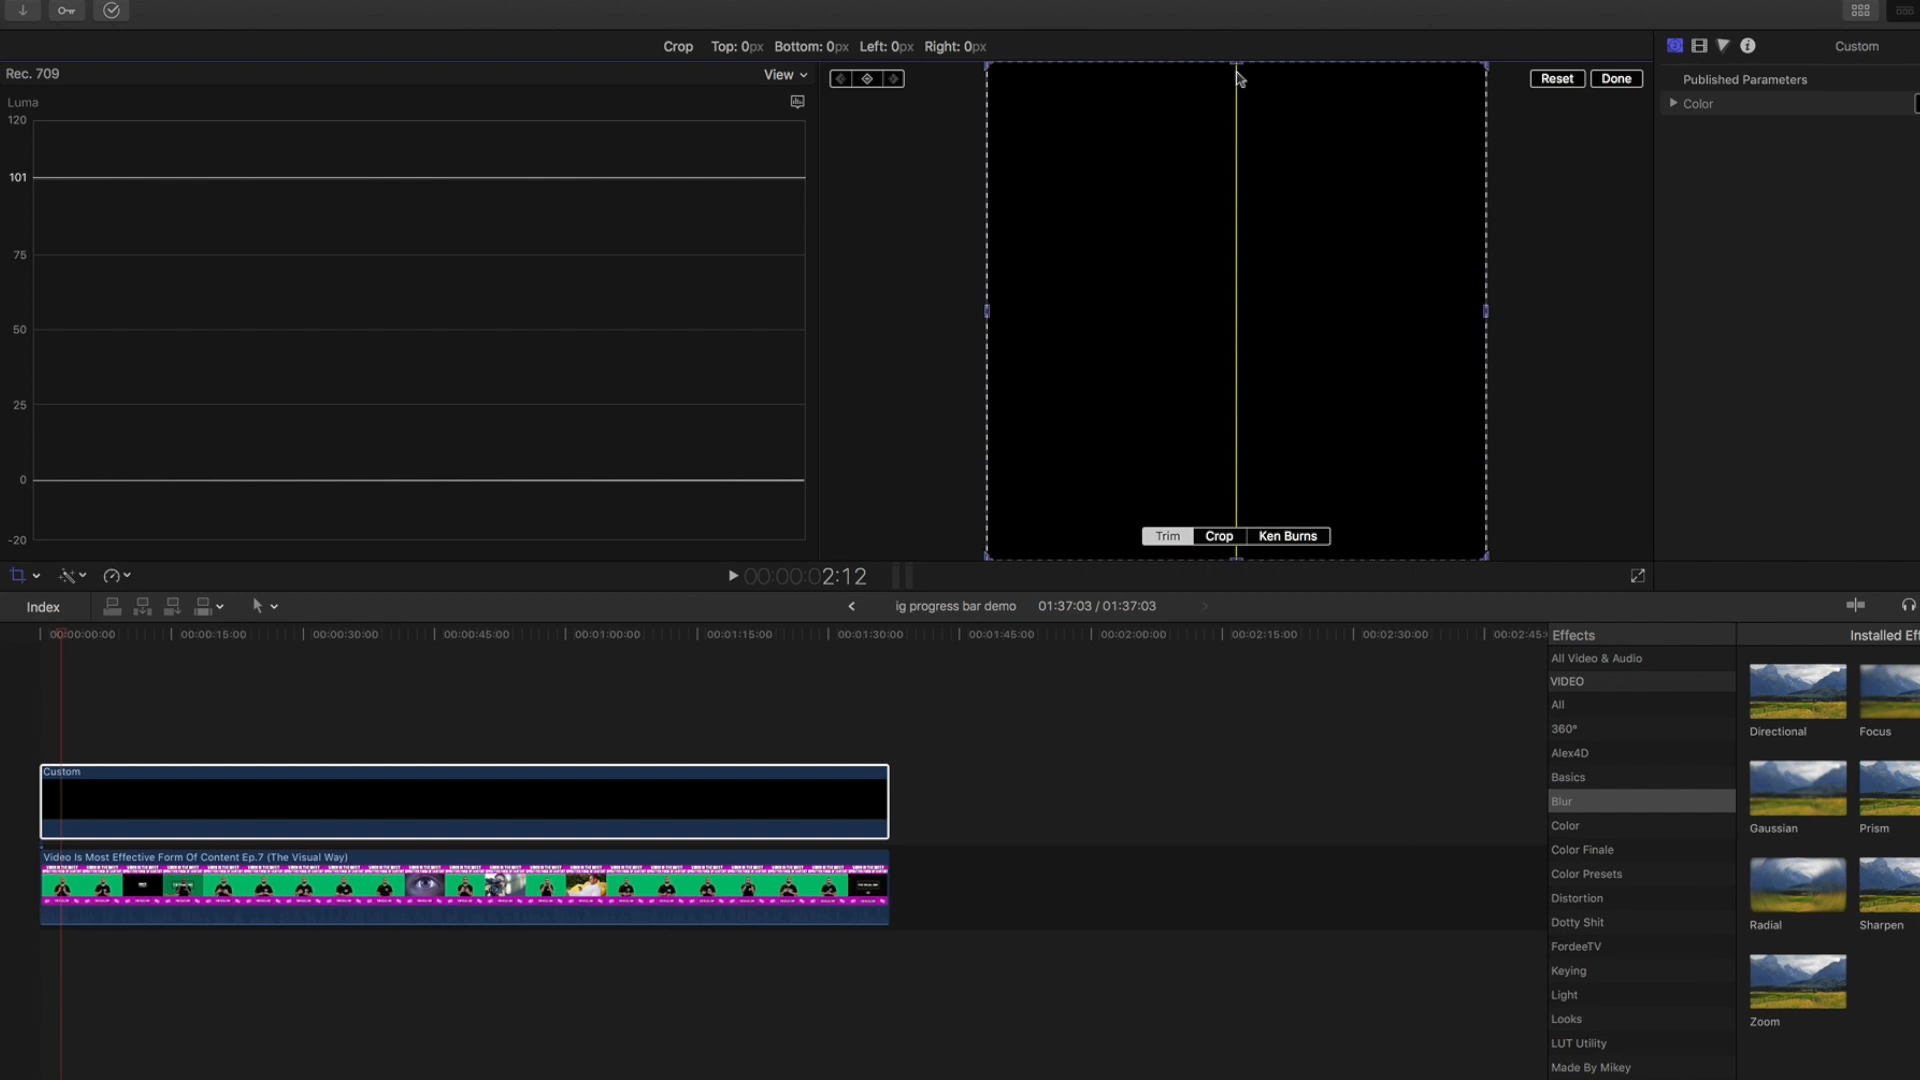 Crop Top: 0px Bottom: 0px Left: 0px Right: 0px
Custom
Rec. 709
View
Reset
Done
Published Parameters
Color
Luma
120
101
75
50
25
0
-20
Trim Crop Ken Burns
00:00:02:12
Index
ig progress bar demo 01:37:03 / 01:37:03
00:00:00:00 00:00:15:00 00:00:30:00 00:00:45:00 00:01:00:00 00:01:15:00 00:01:30:00 00:01:45:00 00:02:00:00 00:02:15:00 00:02:30:00 00:02:45:
Effects
Installed Eff
All Video & Audio
VIDEO
All
360°
Alex4D
Basics
Blur
Color
Color Finale
Color Presets
Distortion
Dotty Shit
FordeeTV
Keying
Light
Looks
LUT Utility
Made By Mikey
Directional
Focus
Gaussian
Prism
Radial
Sharpen
Zoom
Custom
Video Is Most Effective Form Of Content Ep.7 (The Visual Way)